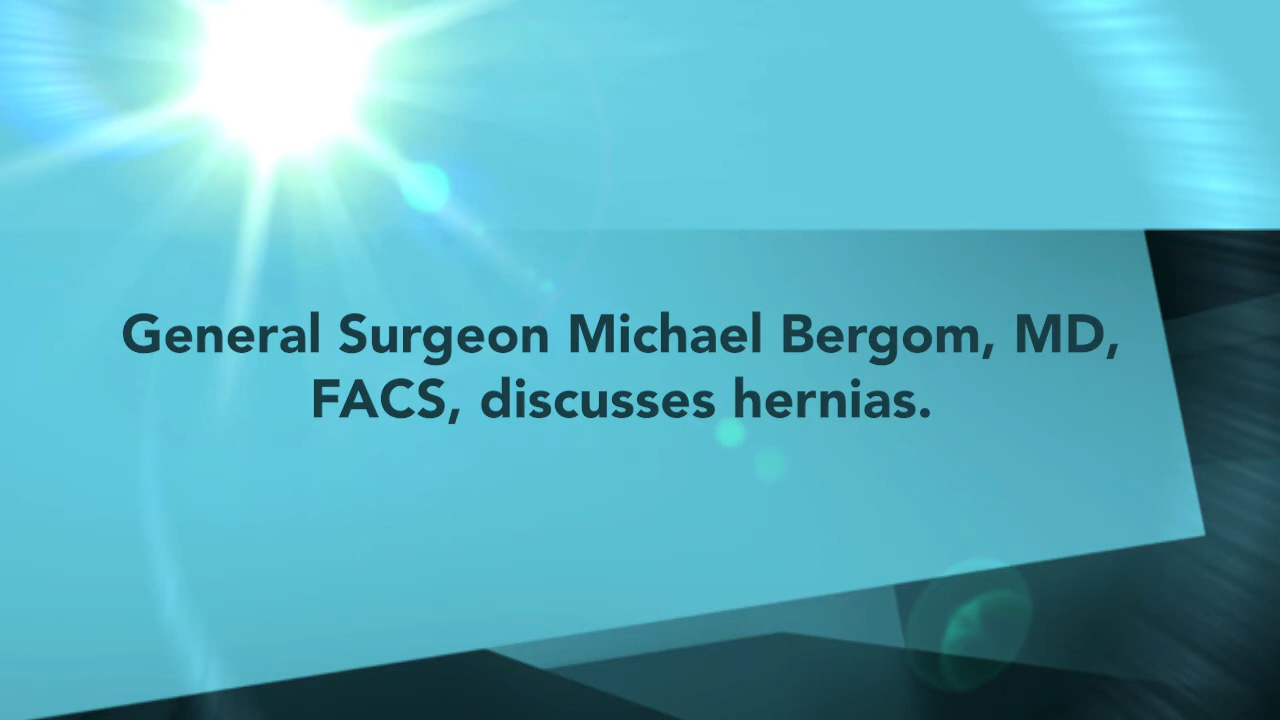 General Surgeon Michael Bergom, MD,
FACS, discusses hernias.